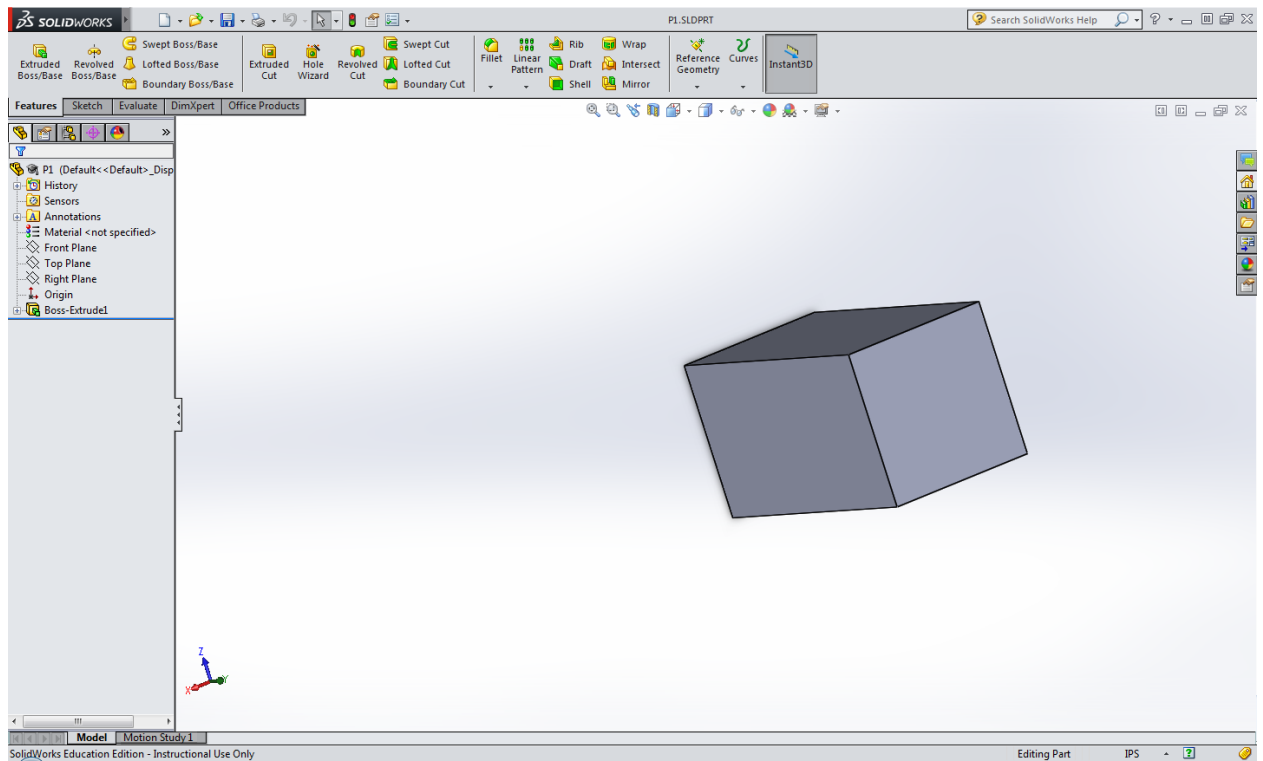 SOLIDWORKS
P1.SLDPRT
Search SolidWorks Help
Extruded Boss/Base
Revolved Boss/Base
Swept Boss/Base
Lofted Boss/Base
Boundary Boss/Base
Extruded Cut
Hole Wizard
Revolved Cut
Swept Cut
Lofted Cut
Boundary Cut
Fillet
Linear Pattern
Rib
Draft
Shell
Wrap
Intersect
Mirror
Reference Geometry
Curves
Instant3D
Features Sketch Evaluate DimXpert Office Products
P1 (Default<<Default>_Disp
History
Sensors
A Annotations
Material <not specified>
Front Plane
Top Plane
Right Plane
Origin
Boss-Extrude1
Z
X Y
Model Motion Study 1
SolidWorks Education Edition - Instructional Use Only
Editing Part IPS